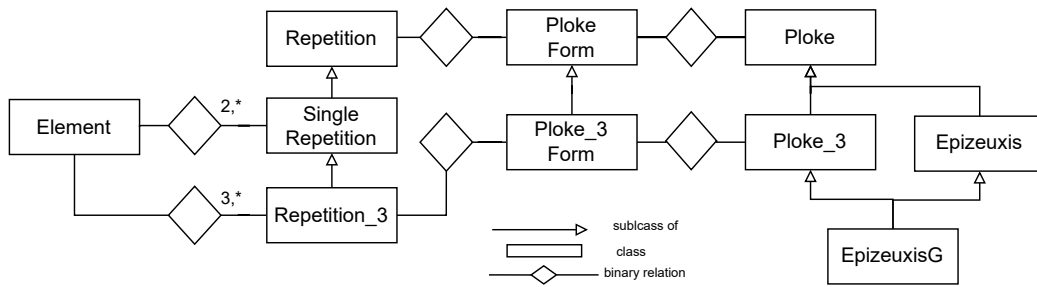 Repetition
Ploke
Form
Ploke
Element
2,*
Single
Repetition
Ploke_3
Form
Ploke_3
Epizeuxis
3,*
Repetition_3
EpizeuxisG
sublcass of
class
binary relation